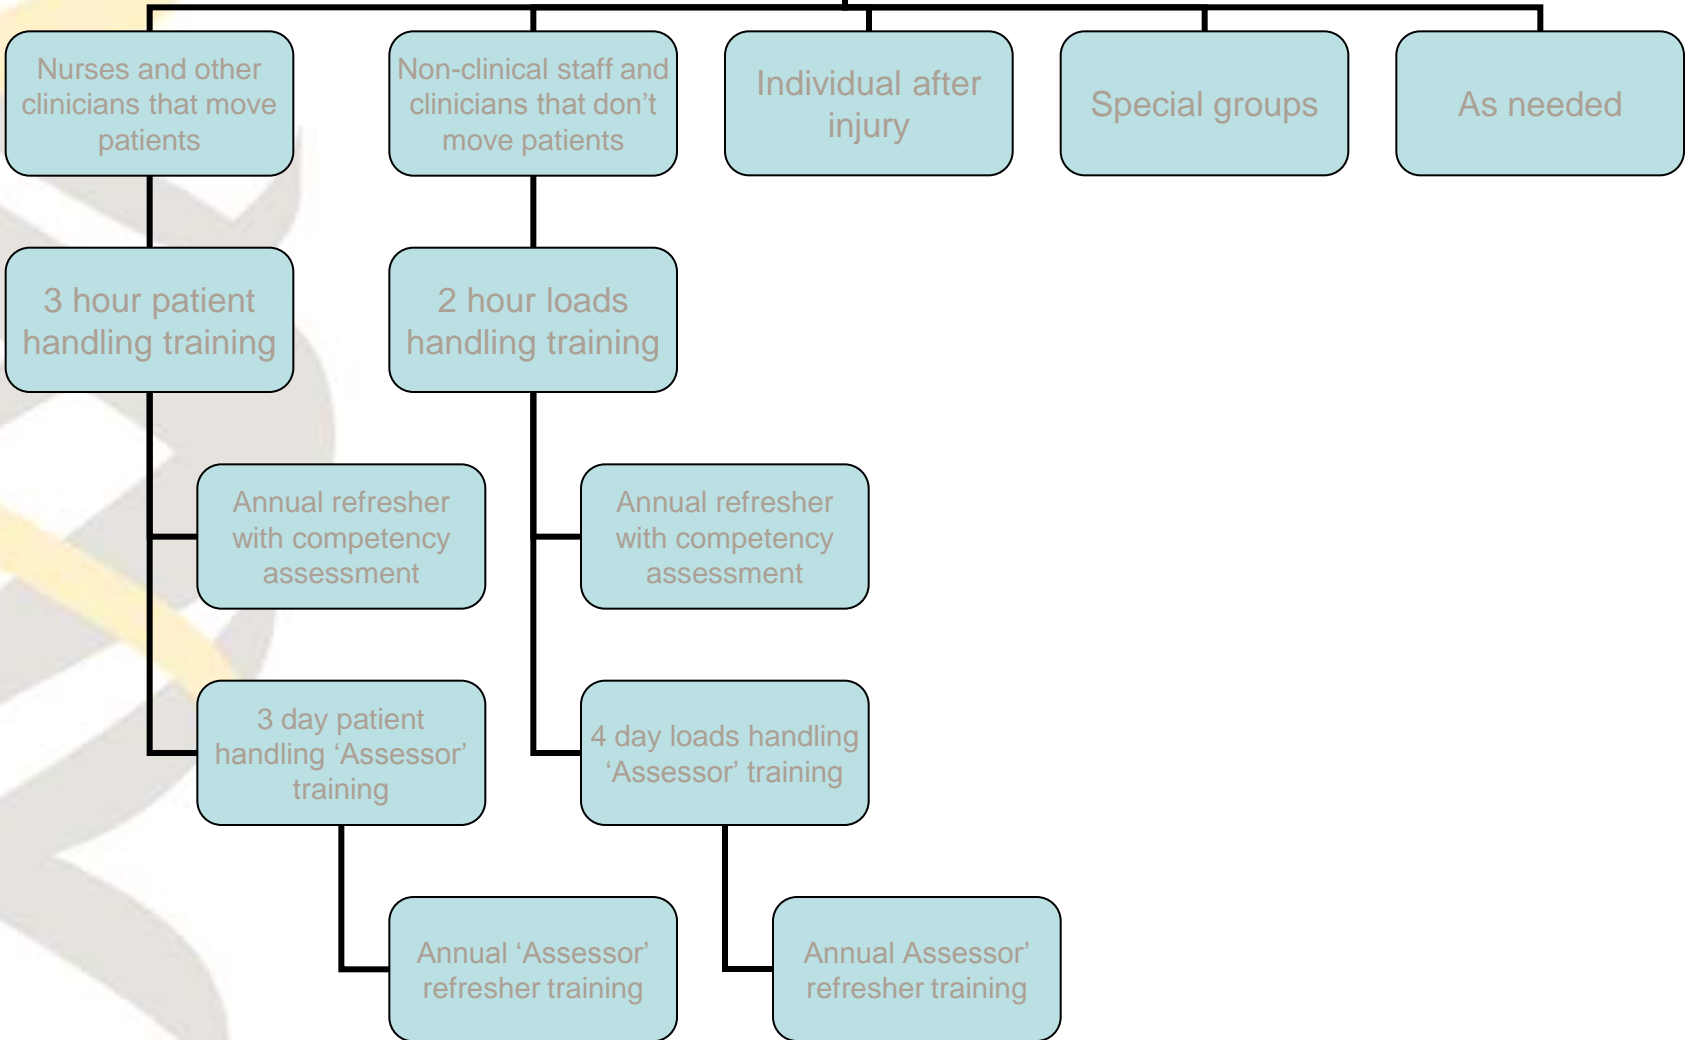 Nurses and other
clinicians that move
patients
Non-clinical staff and
clinicians that don’t
move patients
Individual after
injury
Special groups
As needed
3 hour patient
handling training
2 hour loads
handling training
Annual refresher
with competency
assessment
Annual refresher
with competency
assessment
3 day patient
handling ‘Assessor’
training
4 day loads handling
‘Assessor’ training
Annual ‘Assessor’
refresher training
Annual Assessor’
refresher training